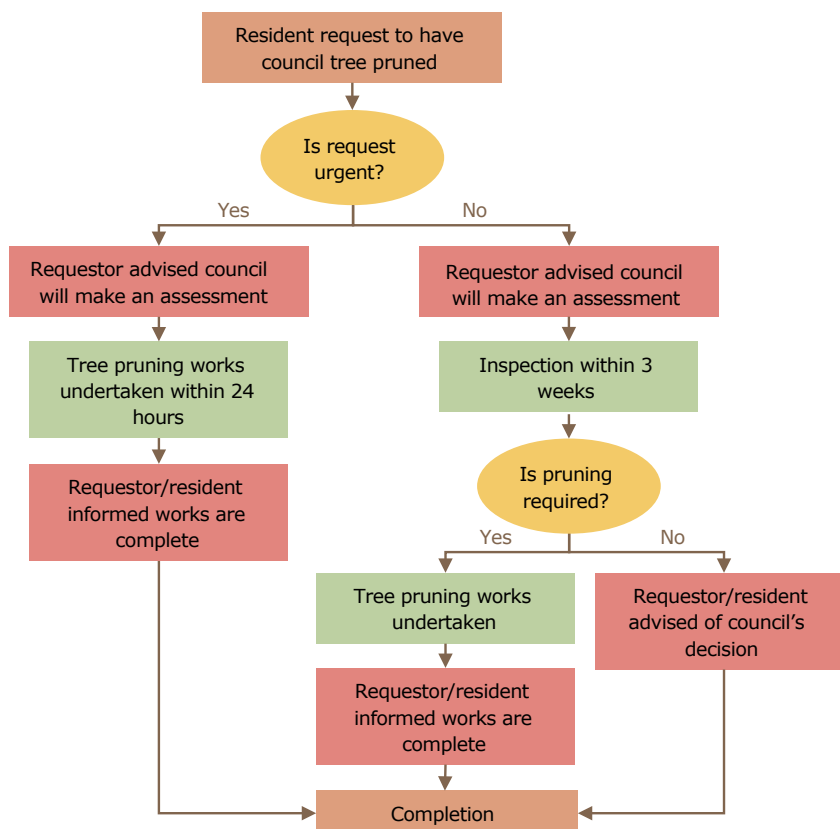 Resident request to have
council tree pruned
Is request
urgent?
Yes
No
Requestor advised council
will make an assessment
Requestor advised council
will make an assessment
Tree pruning works
undertaken within 24
hours
Inspection within 3
weeks
Requestor/resident
informed works are
complete
Is pruning
required?
Yes
No
Tree pruning works
undertaken
Requestor/resident
advised of council’s
decision
Requestor/resident
informed works are
complete
Completion